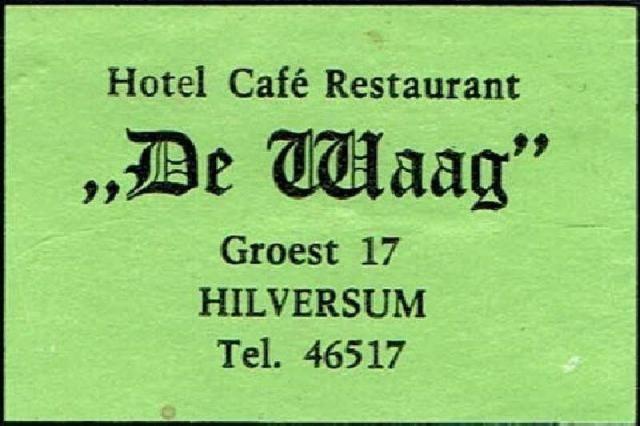 Hotel Café Restaurant
„De Waag”
Groest 17
HILVERSUM
Tel. 46517